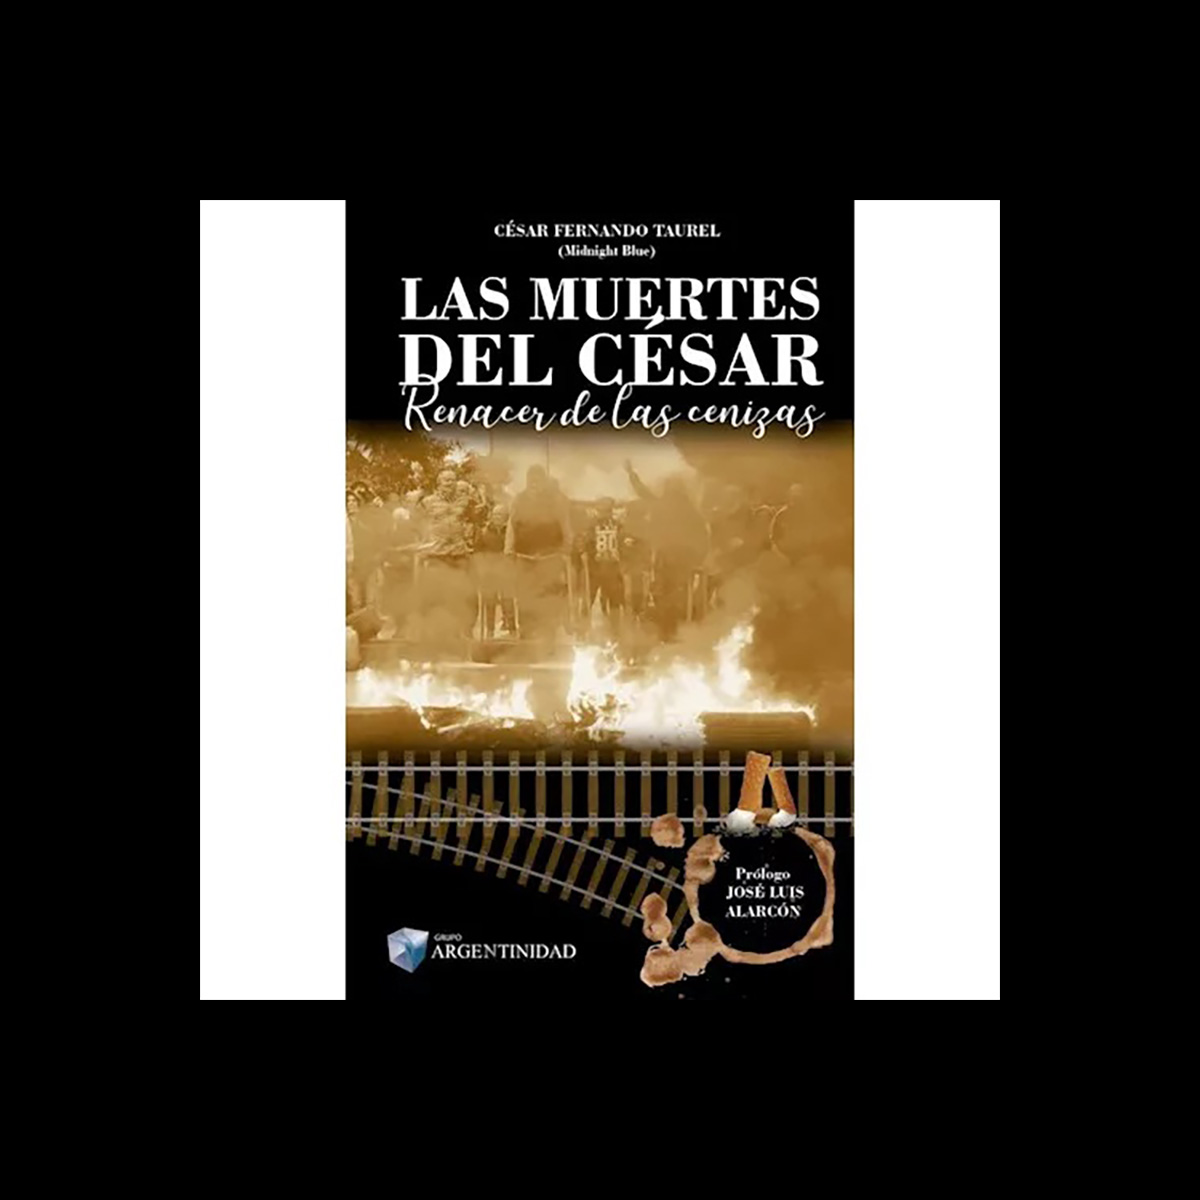 CÉSAR FERNANDO TAUREL
(Midnight Blue)
LAS MUERTES
DEL CÉSAR
Renacer de las cenizas
80
Prólogo
JOSÉ LUIS
ALARCÓN
GRUPO
ARGENTINIDAD